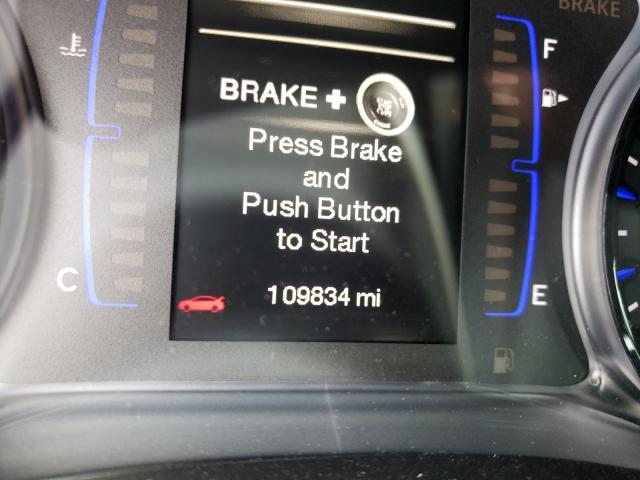 BRAKE
F
BRAKE +
Press Brake
and
Push Button
to Start
C
109834 mi
E